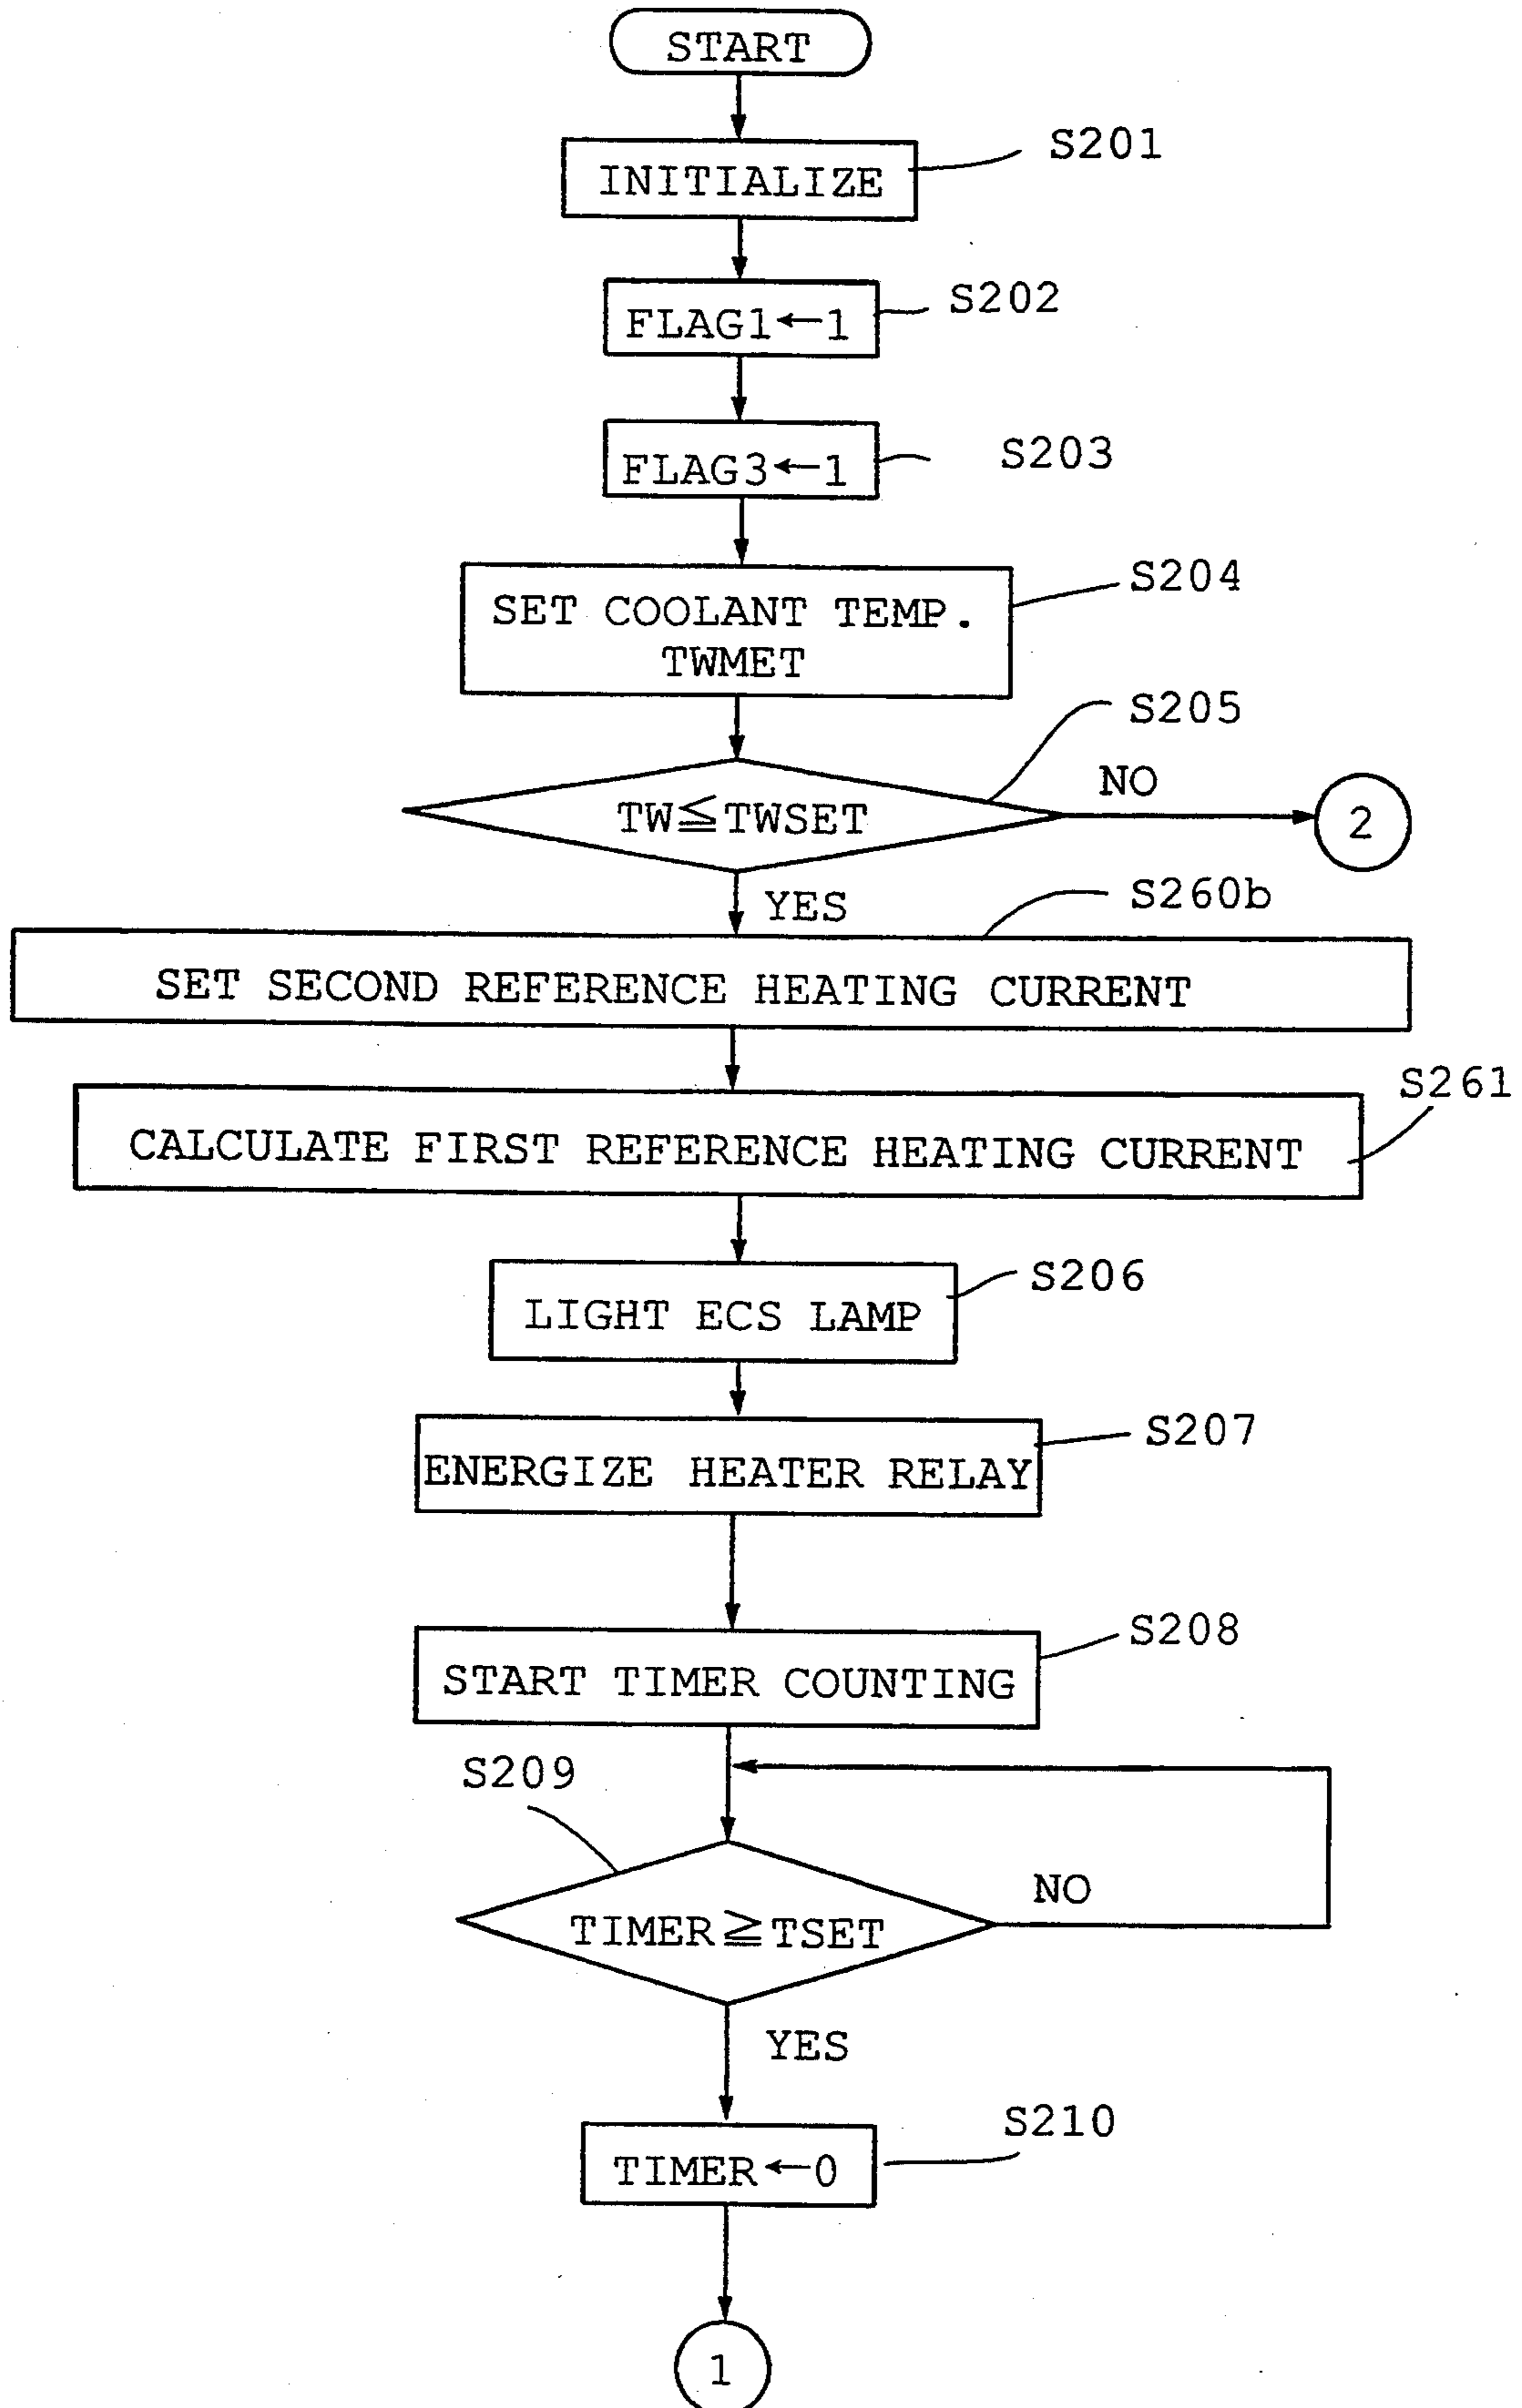 START
S201
INITIALIZE
S202
FLAG1←1
S203
FLAG3←1
S204
SET COOLANT TEMP.
TWMET
S205
TW≦TWSET
NO
2
YES
S260b
SET SECOND REFERENCE HEATING CURRENT
S261
CALCULATE FIRST REFERENCE HEATING CURRENT
S206
LIGHT ECS LAMP
S207
ENERGIZE HEATER RELAY
S208
START TIMER COUNTING
S209
TIMER≧TSET
NO
YES
S210
TIMER←0
1